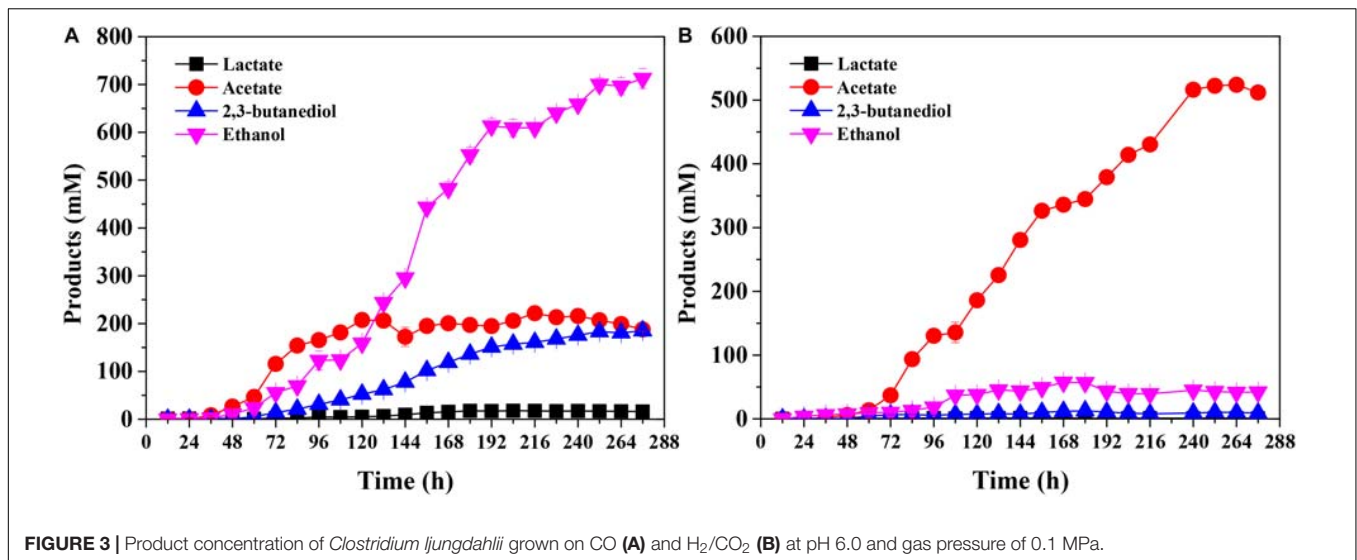 A
800
700
600
500
400
300
200
100
0
Products (mM)
Lactate
Acetate
2,3-butanediol
Ethanol
0 24 48 72 96 120 144 168 192 216 240 264 288
Time (h)
B
600
500
400
300
200
100
0
Products (mM)
Lactate
Acetate
2,3-butanediol
Ethanol
0 24 48 72 96 120 144 168 192 216 240 264 288
Time (h)
FIGURE 3 | Product concentration of Clostridium ljungdahlii grown on CO (A) and H₂/CO₂ (B) at pH 6.0 and gas pressure of 0.1 MPa.